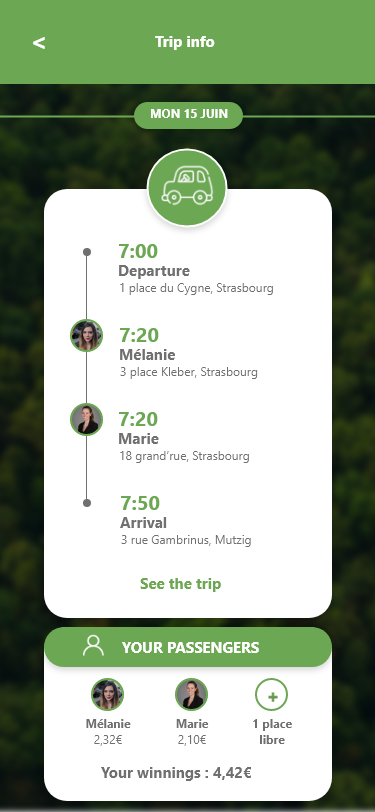 <
Trip info
MON 15 JUIN
7:00
Departure
1 place du Cygne, Strasbourg
7:20
Mélanie
3 place Kleber, Strasbourg
7:20
Marie
18 grand'rue, Strasbourg
7:50
Arrival
3 rue Gambrinus, Mutzig
See the trip
YOUR PASSENGERS
+
Mélanie Marie 1 place
2,32€ 2,10€ libre
Your winnings : 4,42€